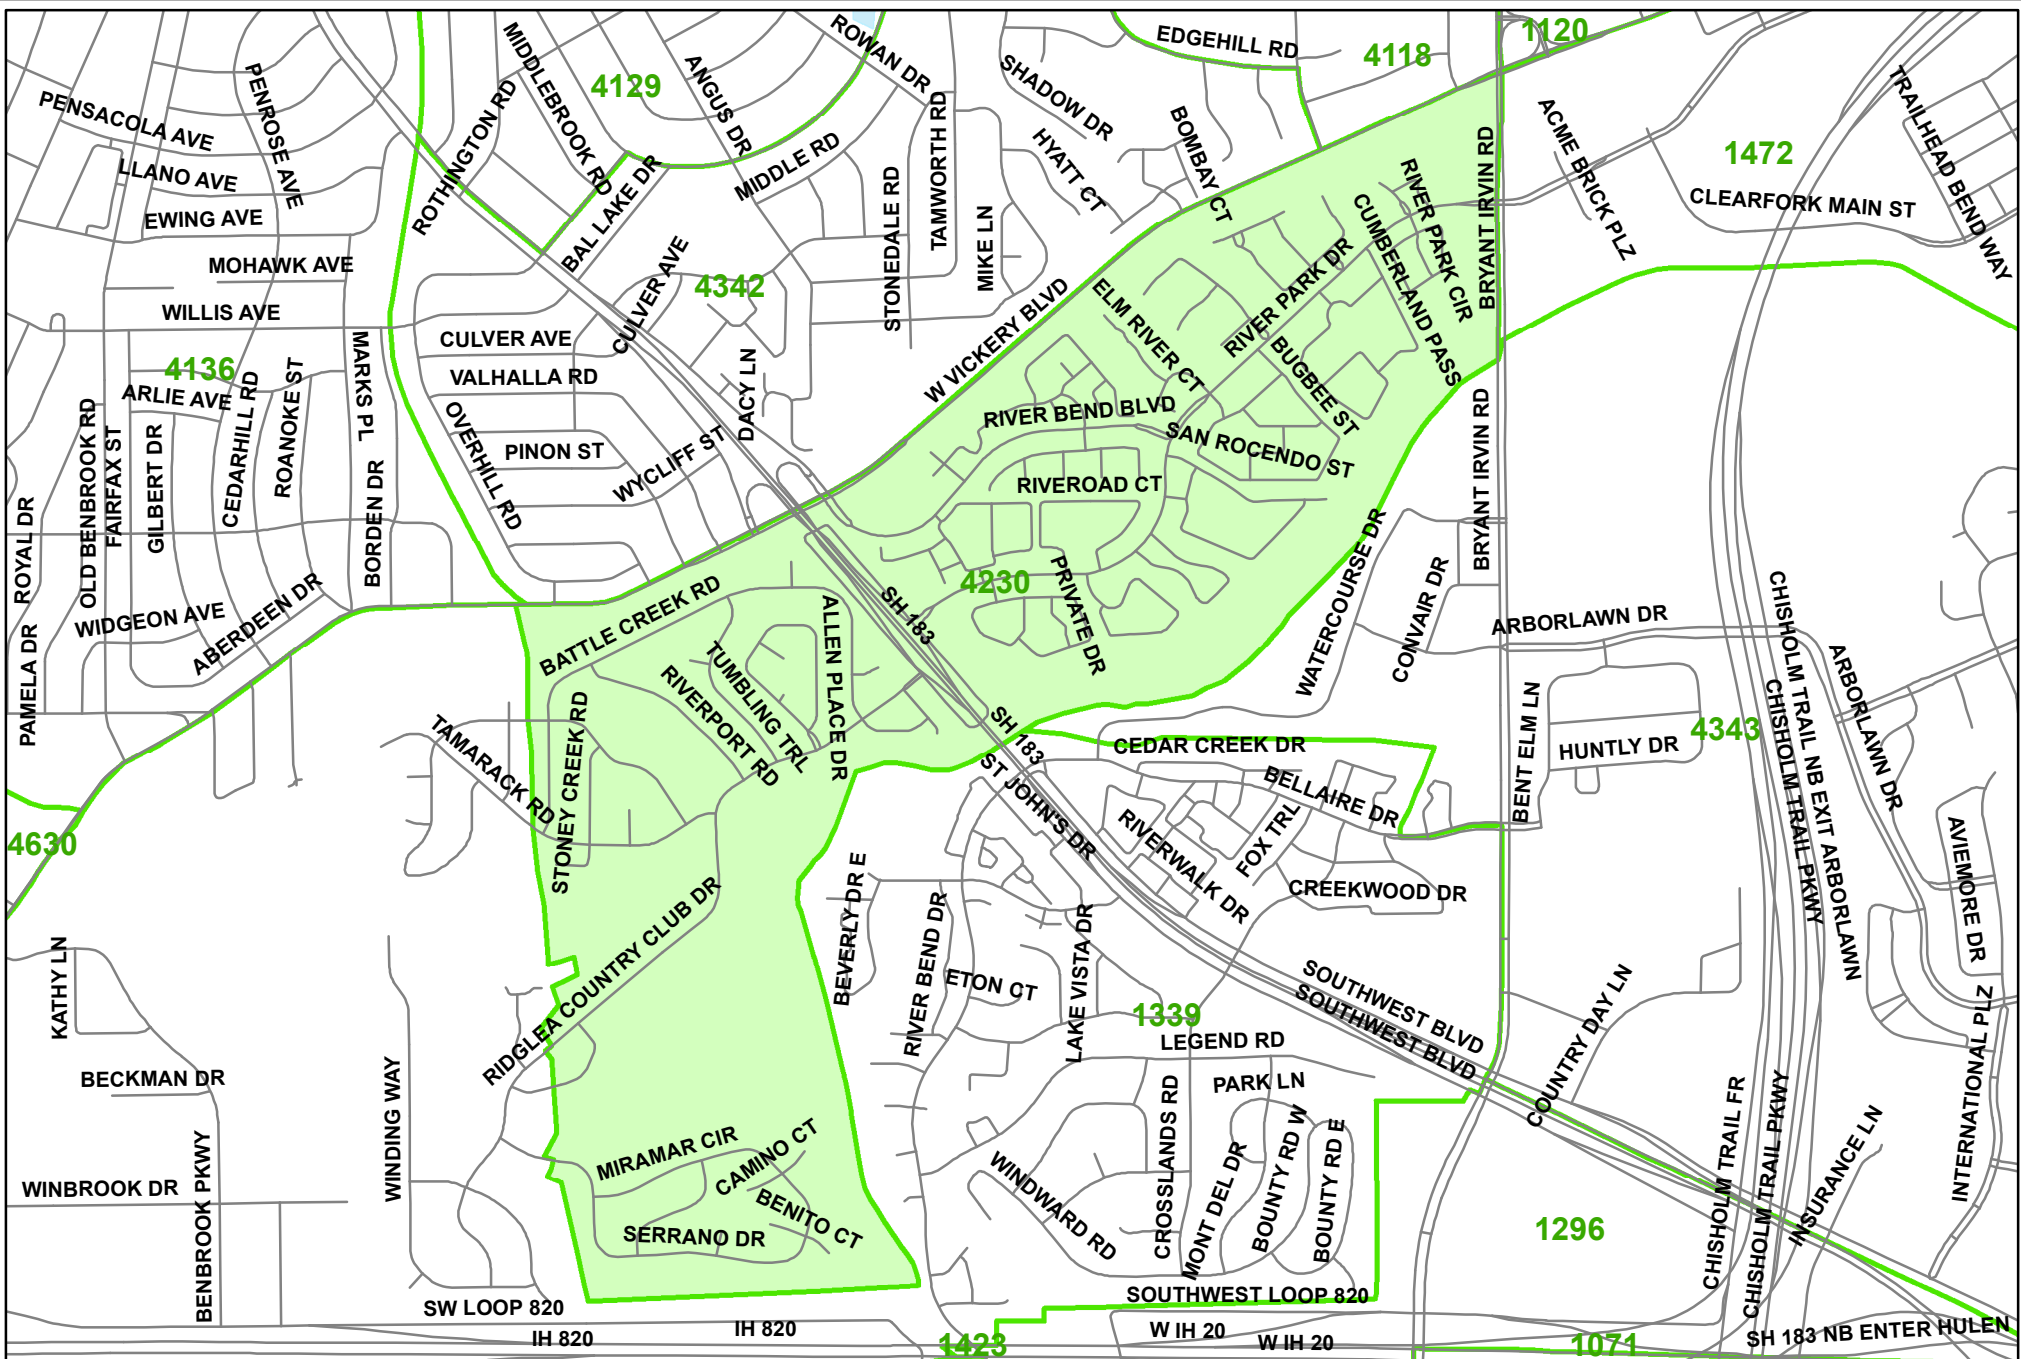 EDGEHILL RD
4118
1120
ROWAN DR
MIDDLEBROOK RD
4129
ANGUS DR
SHADOW DR
PENROSE AVE
PENSACOLA AVE
ROTHINGTON RD
TAMWORTH RD
HYATT CT
BOMBAY CT
ACME BRICK PLZ
1472
TRAILHEAD BEND WAY
LLANO AVE
EWING AVE
BAL LAKE DR
MIDDLE RD
STONEDALE RD
MIKE LN
RIVER PARK CIR
BRYANT IRVIN RD
CLEARFORK MAIN ST
MOHAWK AVE
WILLIS AVE
CULVER AVE
4342
CUMBERLAND PASS
RIVER PARK DR
ELM RIVER CT
W VICKERY BLVD
CULVER AVE
VALHALLA RD
4136
ARLIE AVE
MARKS PL
ROANOKE ST
CEDARHILL RD
DACY LN
BUGBEE ST
RIVER BEND BLVD
SAN ROCENDO ST
BRYANT IRVIN RD
OLD BENBROOK RD
FAIRFAX ST
GILBERT DR
OVERHILL RD
PINON ST
WYCLIFF ST
RIVEROAD CT
ROYAL DR
BORDEN DR
WATERCOURSE DR
CONVAIR DR
4230
PRIVATE DR
SH 183
BATTLE CREEK RD
ALLEN PLACE DR
WIDGEON AVE
ABERDEEN DR
PAMELA DR
ARBORLAWN DR
CHISHOLM TRAIL NB EXIT ARBORLAWN
CHISHOLM TRAIL PKWY
ARBORLAWN DR
TUMBLING TRL
RIVERPORT RD
STONEY CREEK RD
TAMARACK RD
SH 183
CEDAR CREEK DR
BENT ELM LN
HUNTLY DR
4343
ST JOHN'S DR
BELLAIRE DR
FOX TRL
RIVERWALK DR
CREEKWOOD DR
AVIEMORE DR
4630
BEVERLY DR E
RIVER BEND DR
LAKE VISTA DR
ETON CT
RIDGLEA COUNTRY CLUB DR
KATHY LN
SOUTHWEST BLVD
SOUTHWEST BLVD
COUNTRY DAY LN
INTERNATIONAL PLZ
1339
LEGEND RD
PARK LN
BECKMAN DR
WINDING WAY
BENBROOK PKWY
WINBROOK DR
MIRAMAR CIR
CAMINO CT
BENITO CT
SERRANO DR
WINDWARD RD
CROSSLANDS RD
MONT DEL DR
BOUNTY RD W
BOUNTY RD E
CHISHOLM TRAIL FR
CHISHOLM TRAIL PKWY
INSURANCE LN
1296
SOUTHWEST LOOP 820
SW LOOP 820
IH 820
IH 820
1423
W IH 20
W IH 20
1071
SH 183 NB ENTER HULEN